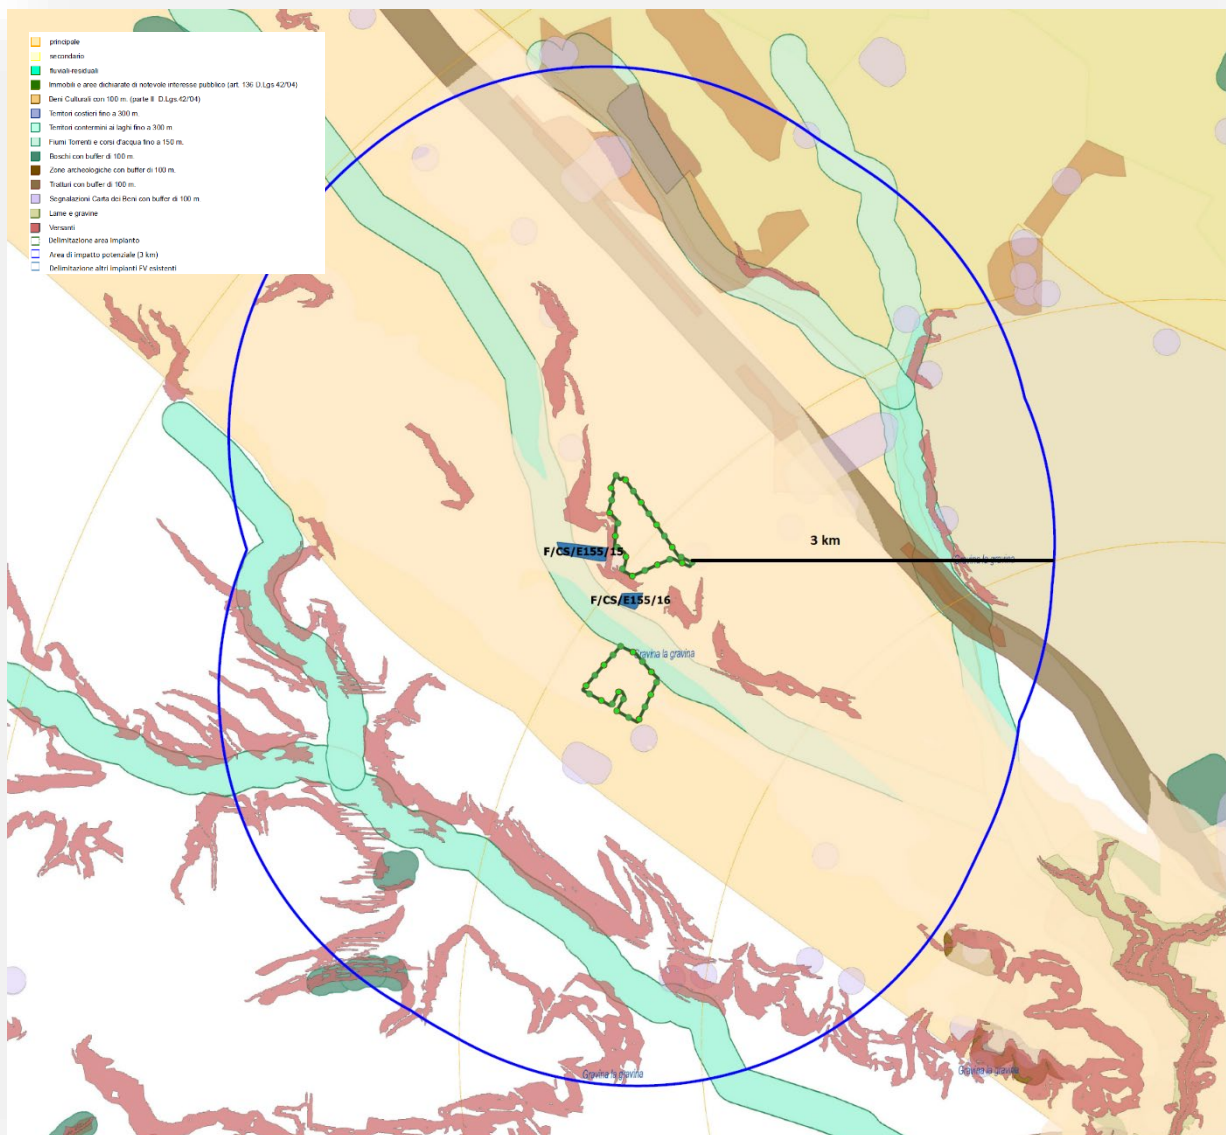 principale
secondario
fluviali-residuali
Immobili e aree dichiarate di notevole interesse pubblico (art. 136 D.Lgs 42/'04)
Beni Culturali con 100 m. (parte II D.Lgs.42/'04)
Territori costieri fino a 300 m
Territori contermini ai laghi fino a 300 m
Fiumi Torrenti e corsi d'acqua fino a 150 m.
Boschi con buffer di 100 m.
Zone archeologiche con buffer di 100 m.
Tratturi con buffer di 100 m.
Segnalazioni Carta dei Beni con buffer di 100 m
Lame e gravine
Versanti
Delimitazione area Impianto
Area di impatto potenziale (3 km)
Delimitazione altri impianti FV esistenti
3 km
F/CS/E155/15
Gravina la gravina
F/CS/E155/16
Gravina la gravina
Gravina la gravina
Gravina la gravina